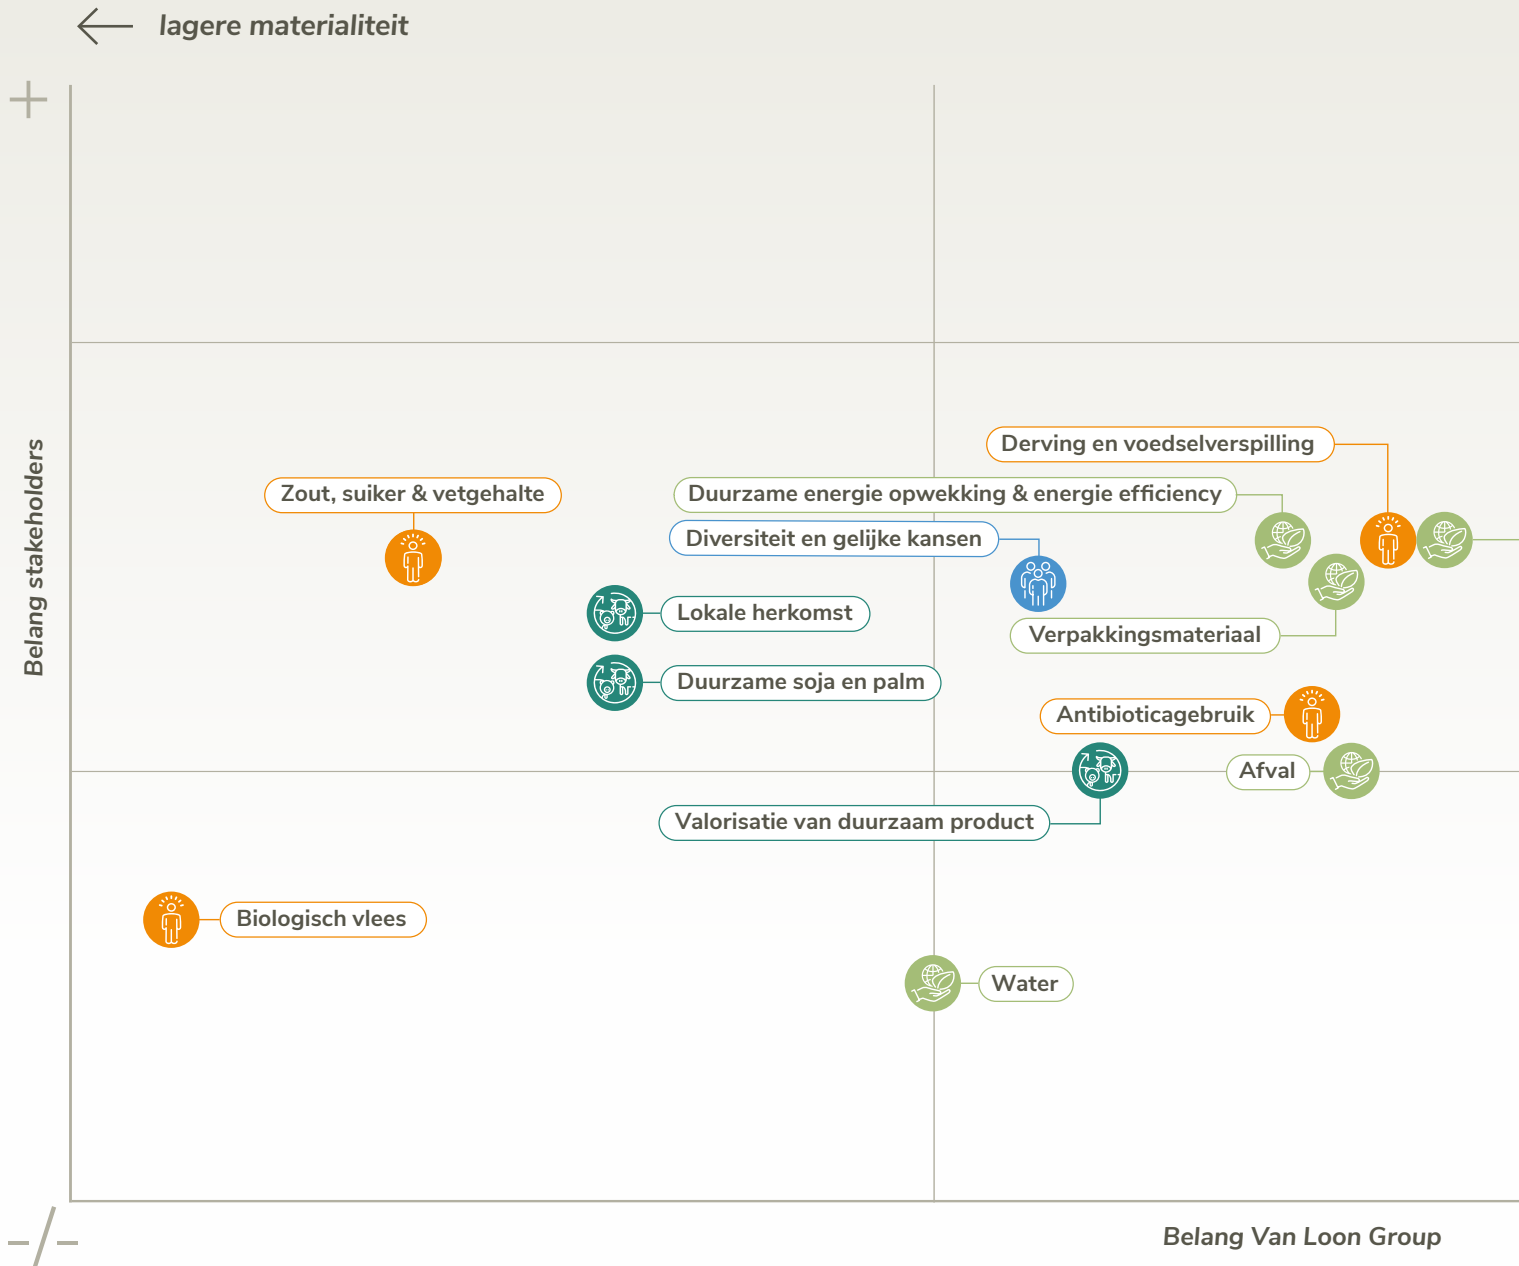 lagere materialiteit
+
Belang stakeholders
Derving en voedselverspilling
Zout, suiker & vetgehalte
Duurzame energie opwekking & energie efficiency
Diversiteit en gelijke kansen
Lokale herkomst
Verpakkingsmateriaal
Duurzame soja en palm
Antibioticagebruik
Afval
Valorisatie van duurzaam product
Biologisch vlees
Water
-/-
Belang Van Loon Group